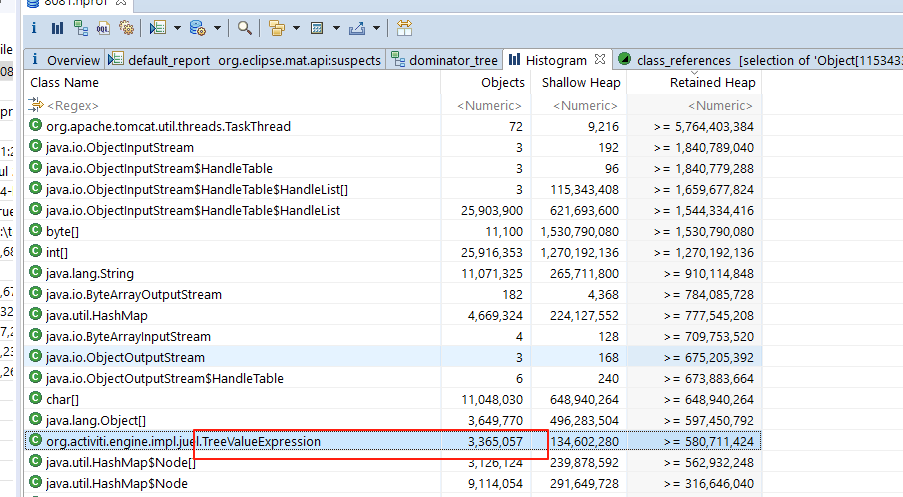 8081.hprof
i Overview default_report org.eclipse.mat.api:suspects dominator_tree Histogram class_references [selection of 'Object[115343
Class Name Objects Shallow Heap Retained Heap
<Regex> <Numeric> <Numeric> <Numeric>
org.apache.tomcat.util.threads.TaskThread 72 9,216 >= 5,764,403,384
java.io.ObjectInputStream 3 192 >= 1,840,789,040
java.io.ObjectInputStream$HandleTable 3 96 >= 1,840,779,288
java.io.ObjectInputStream$HandleTable$HandleList[] 3 115,343,408 >= 1,659,677,824
java.io.ObjectInputStream$HandleTable$HandleList 25,903,900 621,693,600 >= 1,544,334,416
byte[] 11,100 1,530,790,080 >= 1,530,790,080
int[] 25,916,353 1,270,192,136 >= 1,270,192,136
java.lang.String 11,071,325 265,711,800 >= 910,114,848
java.io.ByteArrayOutputStream 182 4,368 >= 784,085,728
java.util.HashMap 4,669,324 224,127,552 >= 777,545,208
java.io.ByteArrayInputStream 4 128 >= 709,753,520
java.io.ObjectOutputStream 3 168 >= 675,205,392
java.io.ObjectOutputStream$HandleTable 6 240 >= 673,883,664
char[] 11,048,030 648,940,264 >= 648,940,264
java.lang.Object[] 3,649,770 496,283,504 >= 597,450,792
org.activiti.engine.impl.juel.TreeValueExpression 3,365,057 134,602,280 >= 580,711,424
java.util.HashMap$Node[] 3,126,124 239,878,592 >= 562,932,248
java.util.HashMap$Node 9,114,054 291,649,728 >= 316,646,040